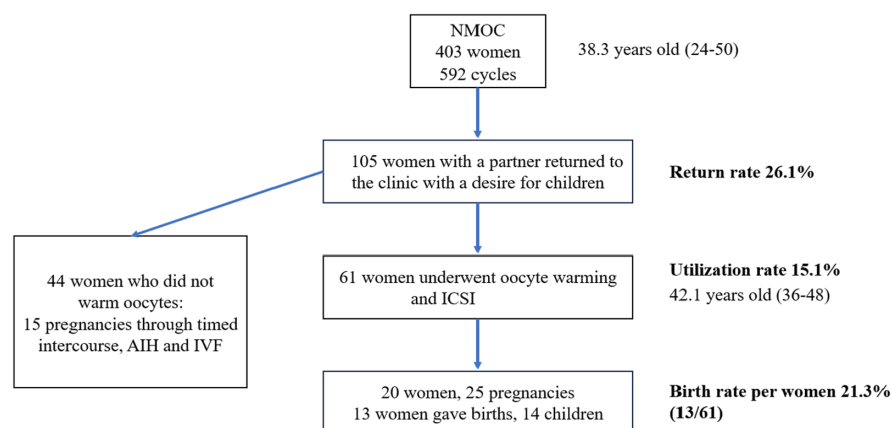 NMOC
403 women
592 cycles
38.3 years old (24-50)
105 women with a partner returned to
the clinic with a desire for children
Return rate 26.1%
44 women who did not
warm oocytes:
15 pregnancies through timed
intercourse, AIH and IVF
61 women underwent oocyte warming
and ICSI
Utilization rate 15.1%
42.1 years old (36-48)
20 women, 25 pregnancies
13 women gave births, 14 children
Birth rate per women 21.3%
(13/61)